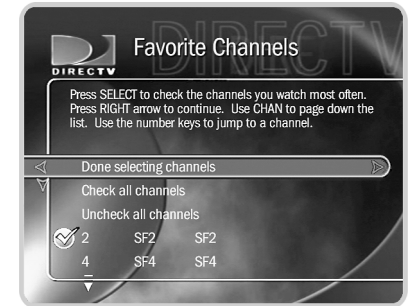 DIRECTV
Favorite Channels
DIRECTV
Press SELECT to check the channels you watch most often.
Press RIGHT arrow to continue. Use CHAN to page down the
list. Use the number keys to jump to a channel.
Done selecting channels
Check all channels
Uncheck all channels
2 SF2 SF2
4 SF4 SF4